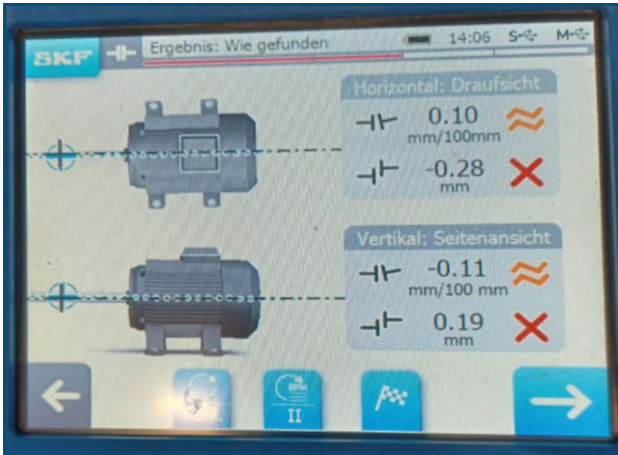 SKF
Ergebnis: Wie gefunden
14:06
S
M
Horizontal: Draufsicht
0.10
mm/100mm
-0.28
mm
Vertikal: Seitenansicht
-0.11
mm/100 mm
0.19
mm
RPM
II